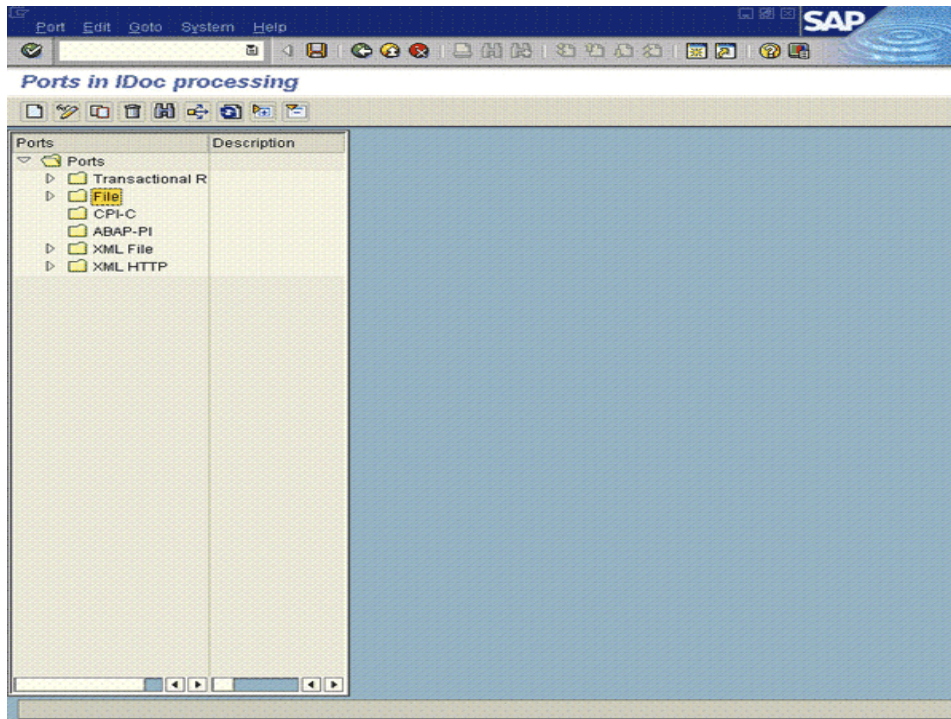 Port Edit Goto System Help
SAP
Ports in IDoc processing
Ports Description
Ports
Transactional R
File
CPI-C
ABAP-PI
XML File
XML HTTP